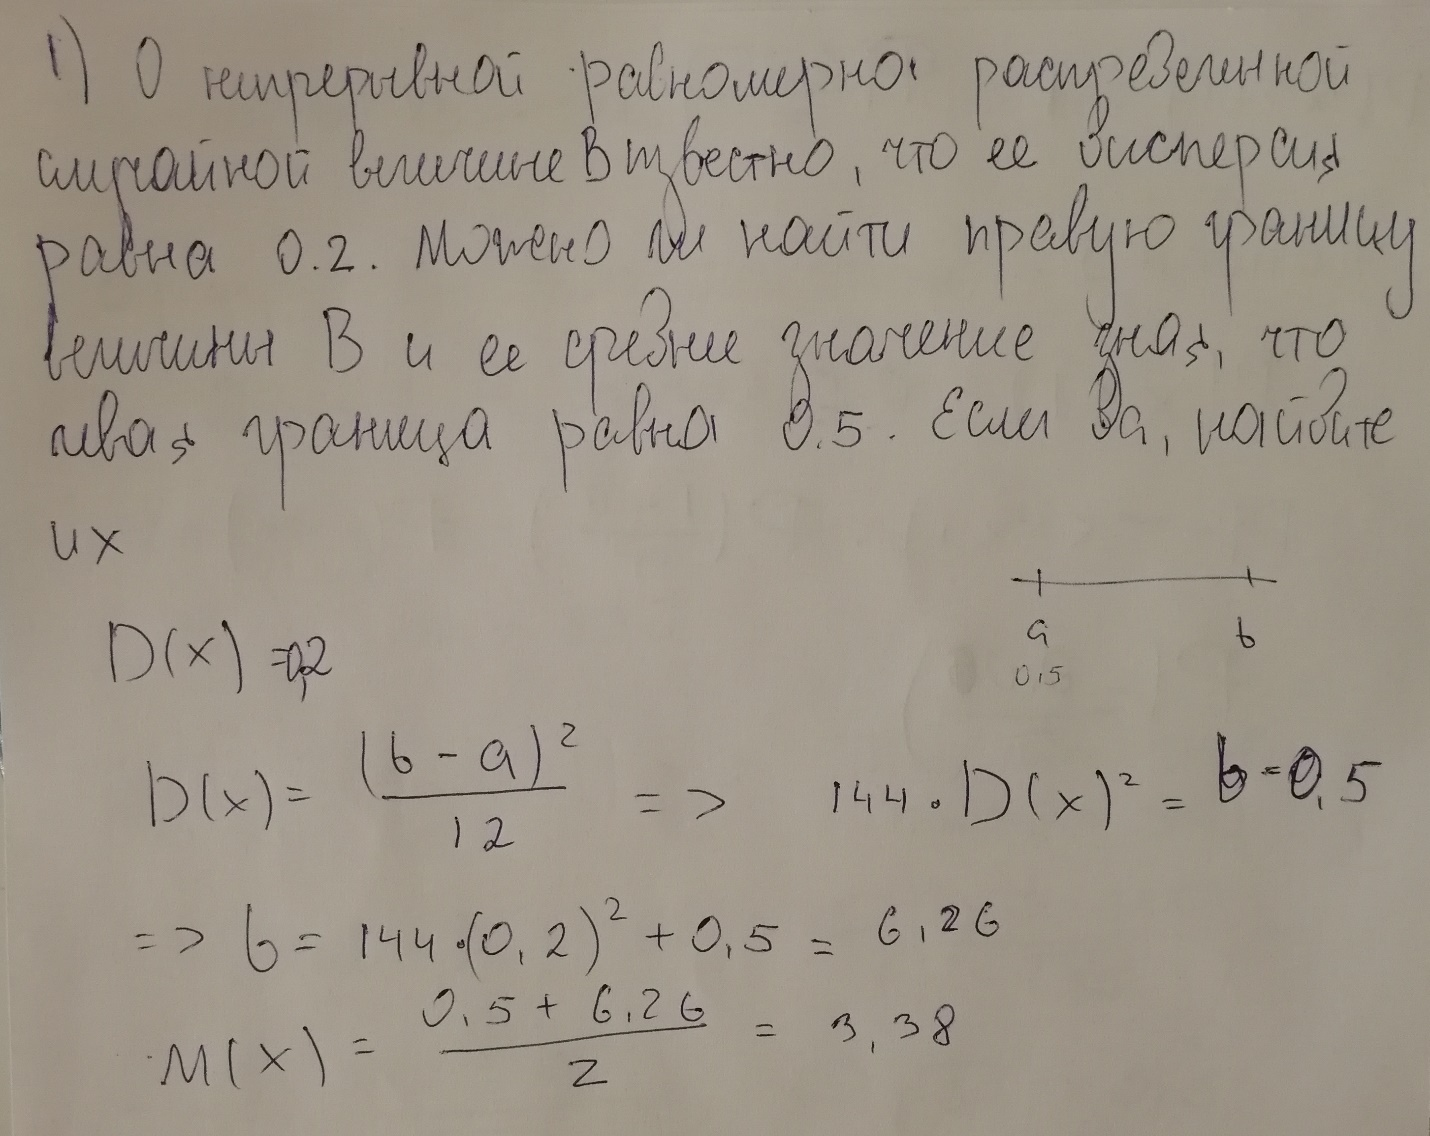 1) О непрерывной равномерно распределенной
случайной величине B известно, что ее дисперсия
равна 0.2. Можно ли найти правую границу
величины B и ее среднее значение зная, что
левая граница равна 0.5. Если да, найдите
их
a b
0,5
D(x) = 0,2
D(x) = (b - a)² / 12 => 144 · D(x)² = b - 0,5
=> b = 144 · (0,2)² + 0,5 = 6,26
M(x) = (0,5 + 6,26) / 2 = 3,38